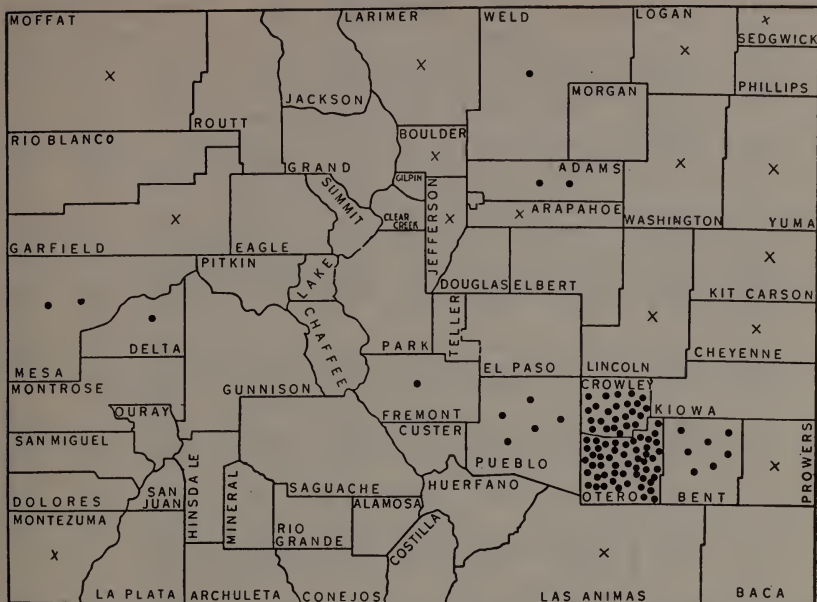 MOFFAT
LARIMER
WELD
LOGAN
SEDGWICK
PHILLIPS
JACKSON
MORGAN
ROUTT
RIO BLANCO
BOULDER
GRAND
GILPIN
ADAMS
SUMMIT
CLEAR CREEK
JEFFERSON
ARAPAHOE
WASHINGTON
YUMA
GARFIELD
EAGLE
PITKIN
LAKE
DOUGLAS
ELBERT
KIT CARSON
CHAFFEE
TELLER
DELTA
PARK
CHEYENNE
MESA
EL PASO
LINCOLN
MONTROSE
GUNNISON
CROWLEY
OURAY
FREMONT
KIOWA
SAN MIGUEL
CUSTER
PUEBLO
PROWERS
HINSDALE
MINERAL
SAGUACHE
HUERFANO
OTERO
BENT
DOLORES
SAN JUAN
ALAMOSA
MONTEZUMA
RIO GRANDE
COSTILLA
LA PLATA
ARCHULETA
CONEJOS
LAS ANIMAS
BACA